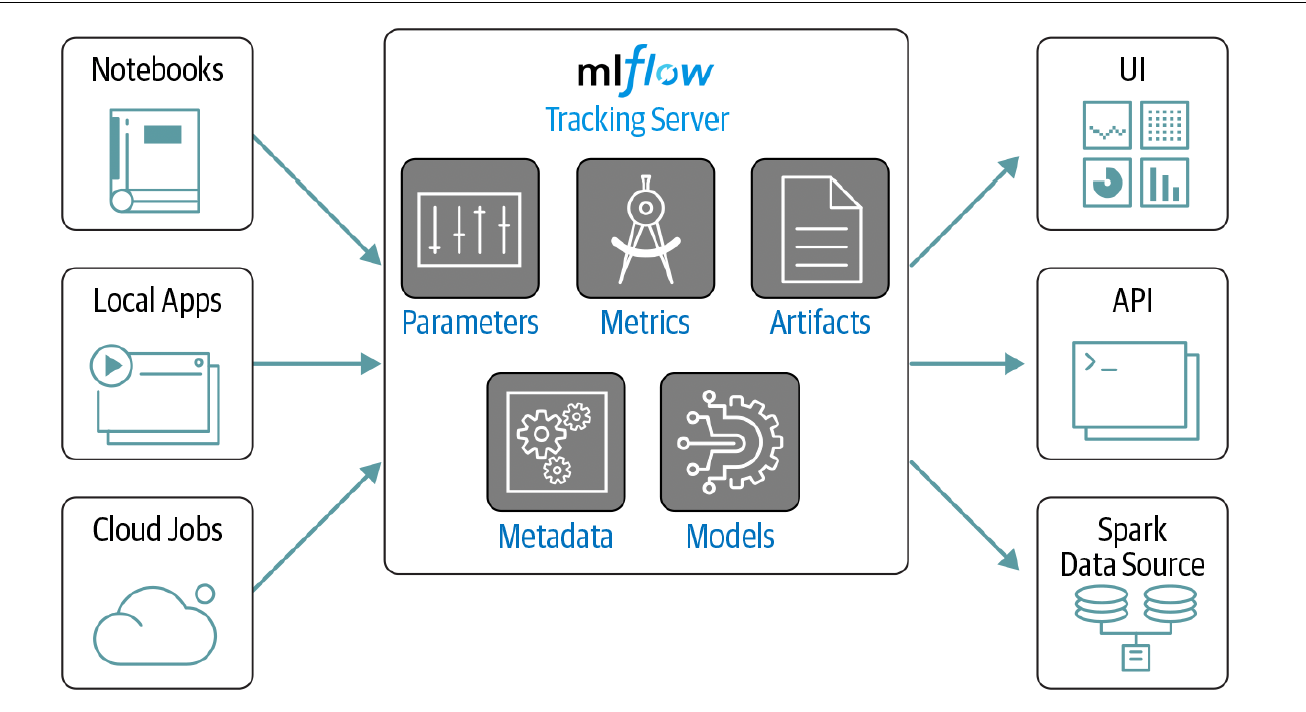 Notebooks
Local Apps
Cloud Jobs
mlflow
Tracking Server
Parameters
Metrics
Artifacts
Metadata
Models
UI
API
>_
Spark
Data Source